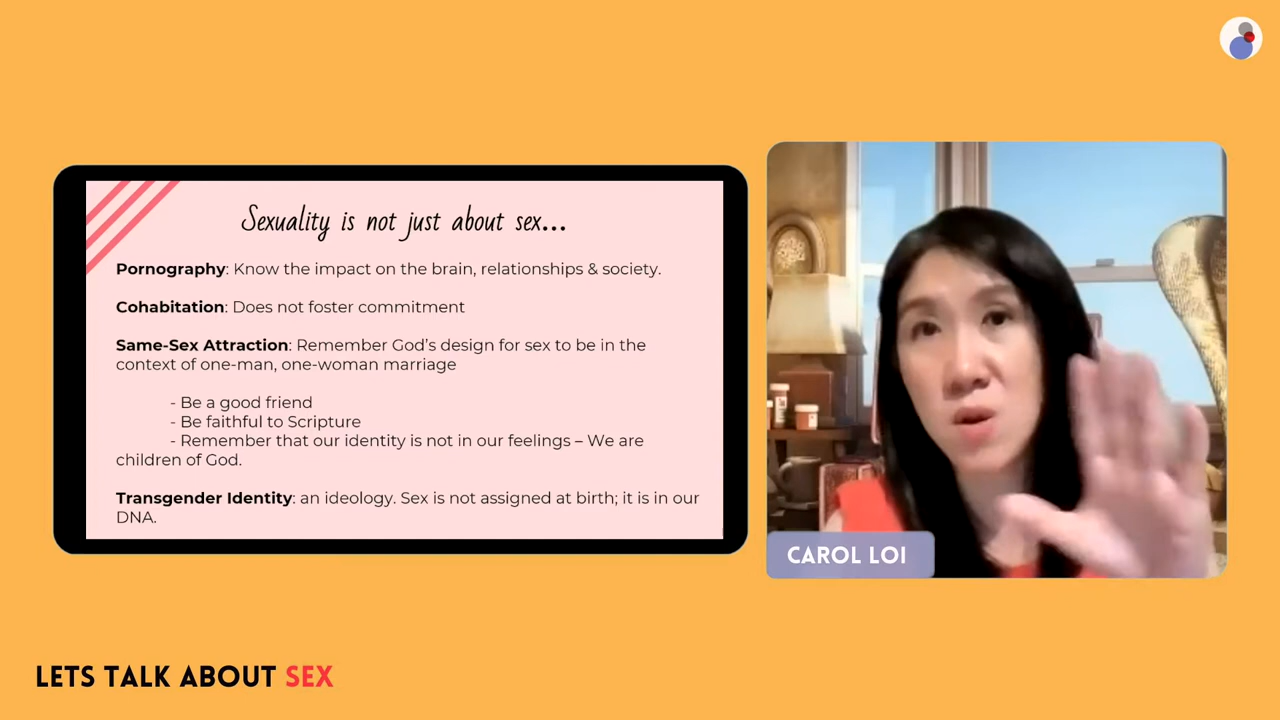 Sexuality is not just about sex...
Pornography: Know the impact on the brain, relationships & society.
Cohabitation: Does not foster commitment
Same-Sex Attraction: Remember God's design for sex to be in the
context of one-man, one-woman marriage
- Be a good friend
- Be faithful to Scripture
- Remember that our identity is not in our feelings – We are
children of God.
Transgender Identity: an ideology. Sex is not assigned at birth; it is in our
DNA.
CAROL LOI
LETS TALK ABOUT SEX